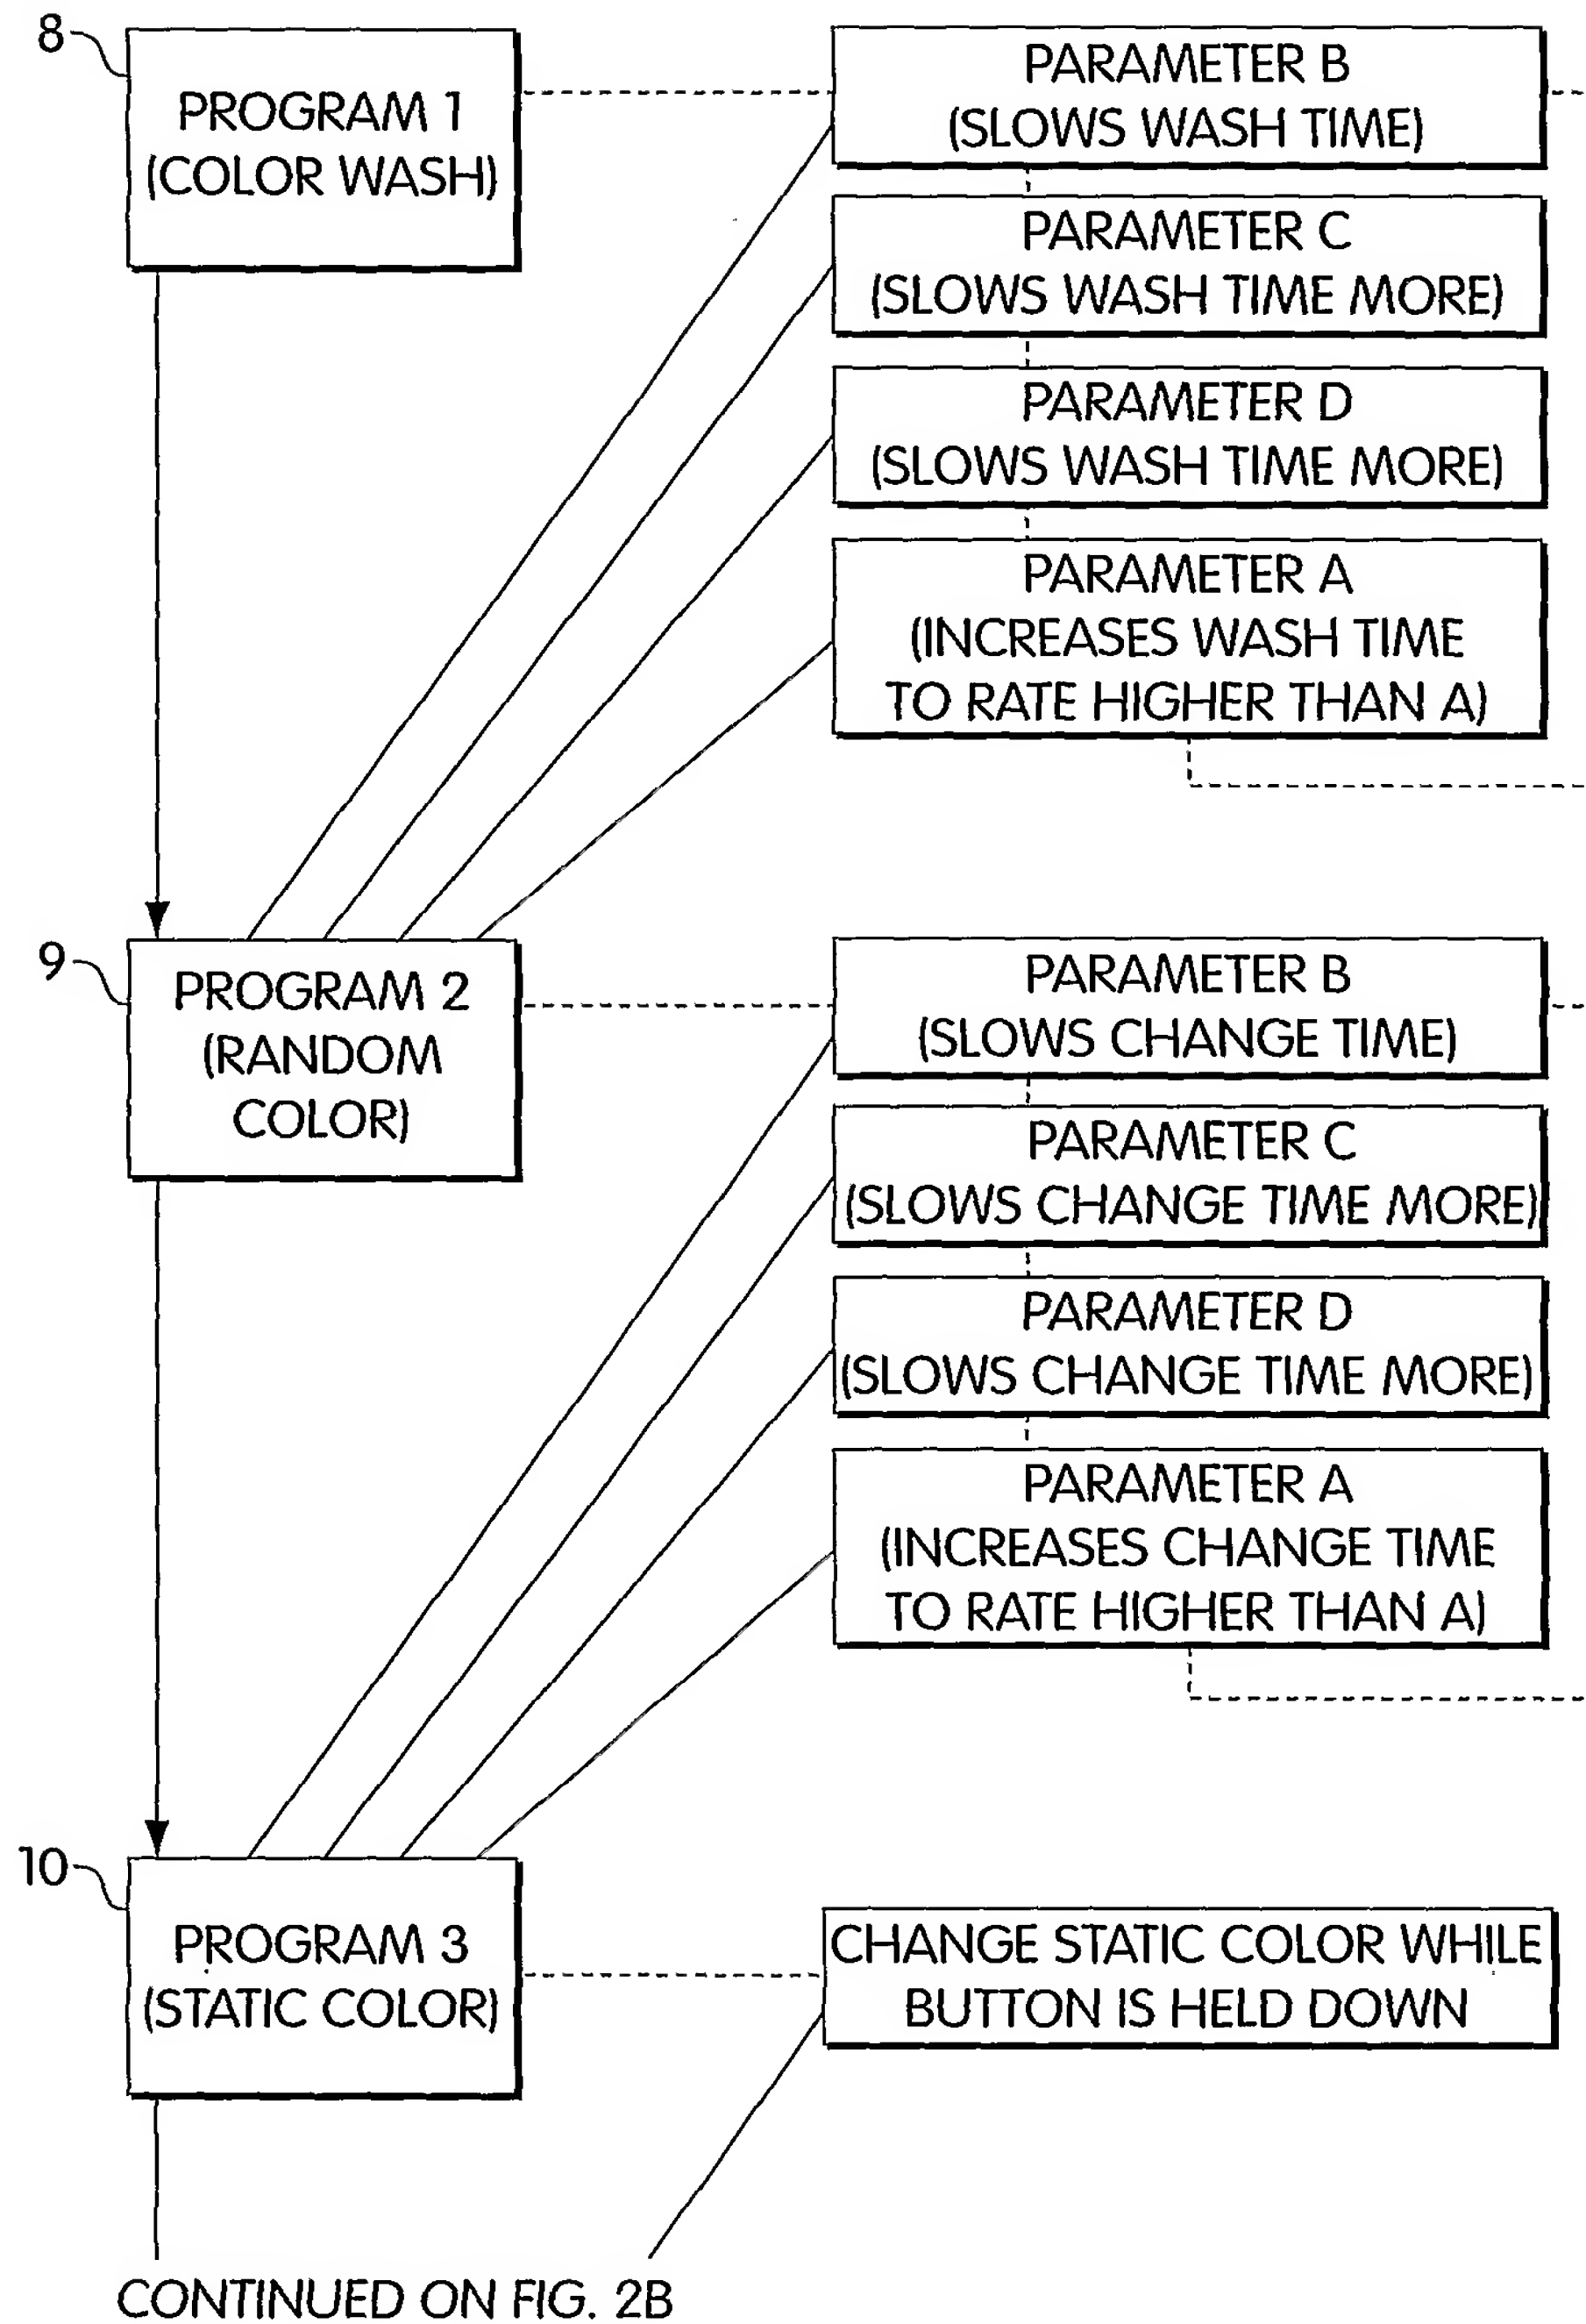 8
PROGRAM 1
(COLOR WASH)
PARAMETER B
(SLOWS WASH TIME)
PARAMETER C
(SLOWS WASH TIME MORE)
PARAMETER D
(SLOWS WASH TIME MORE)
PARAMETER A
(INCREASES WASH TIME
TO RATE HIGHER THAN A)
9
PROGRAM 2
(RANDOM
COLOR)
PARAMETER B
(SLOWS CHANGE TIME)
PARAMETER C
(SLOWS CHANGE TIME MORE)
PARAMETER D
(SLOWS CHANGE TIME MORE)
PARAMETER A
(INCREASES CHANGE TIME
TO RATE HIGHER THAN A)
10
PROGRAM 3
(STATIC COLOR)
CHANGE STATIC COLOR WHILE
BUTTON IS HELD DOWN
CONTINUED ON FIG. 2B